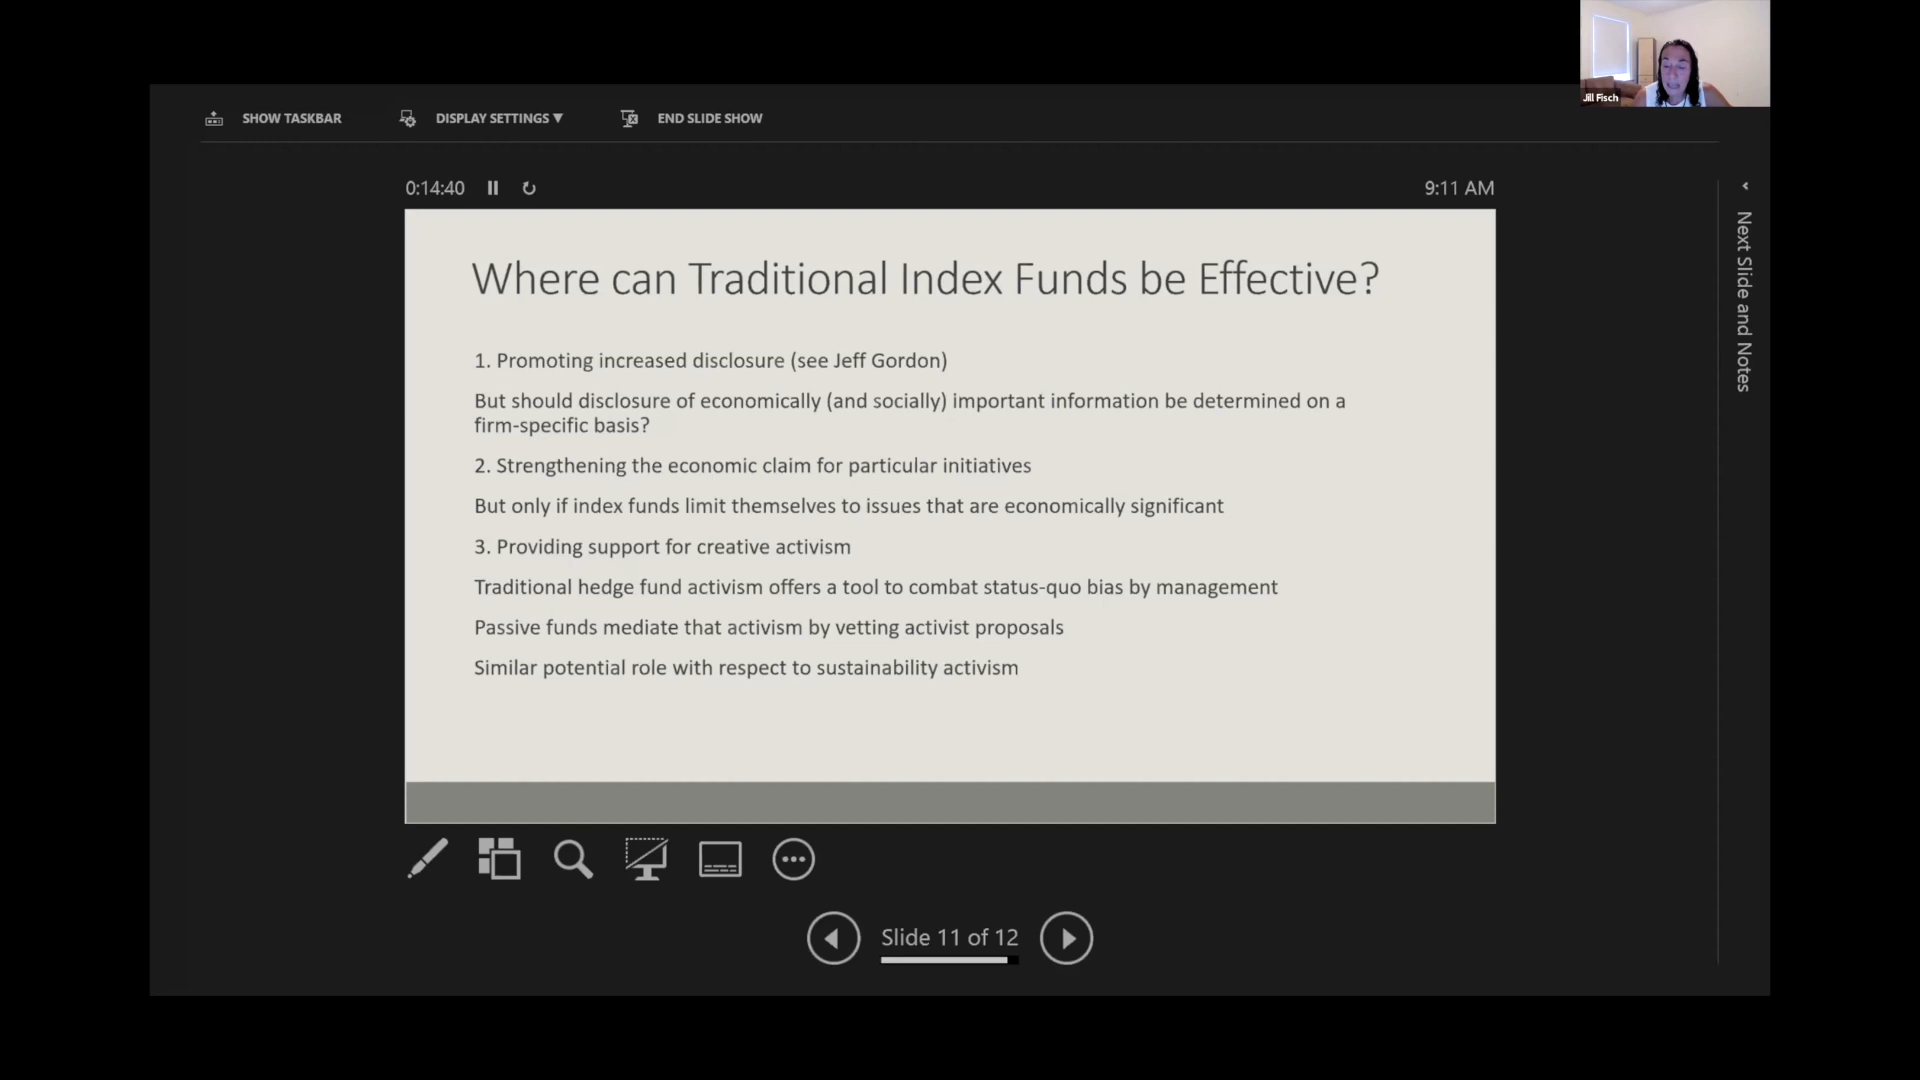 Jill Fisch
SHOW TASKBAR
DISPLAY SETTINGS ▼
END SLIDE SHOW
0:14:40
9:11 AM
Where can Traditional Index Funds be Effective?
1. Promoting increased disclosure (see Jeff Gordon)
But should disclosure of economically (and socially) important information be determined on a
firm-specific basis?
2. Strengthening the economic claim for particular initiatives
But only if index funds limit themselves to issues that are economically significant
3. Providing support for creative activism
Traditional hedge fund activism offers a tool to combat status-quo bias by management
Passive funds mediate that activism by vetting activist proposals
Similar potential role with respect to sustainability activism
Next Slide and Notes
Slide 11 of 12